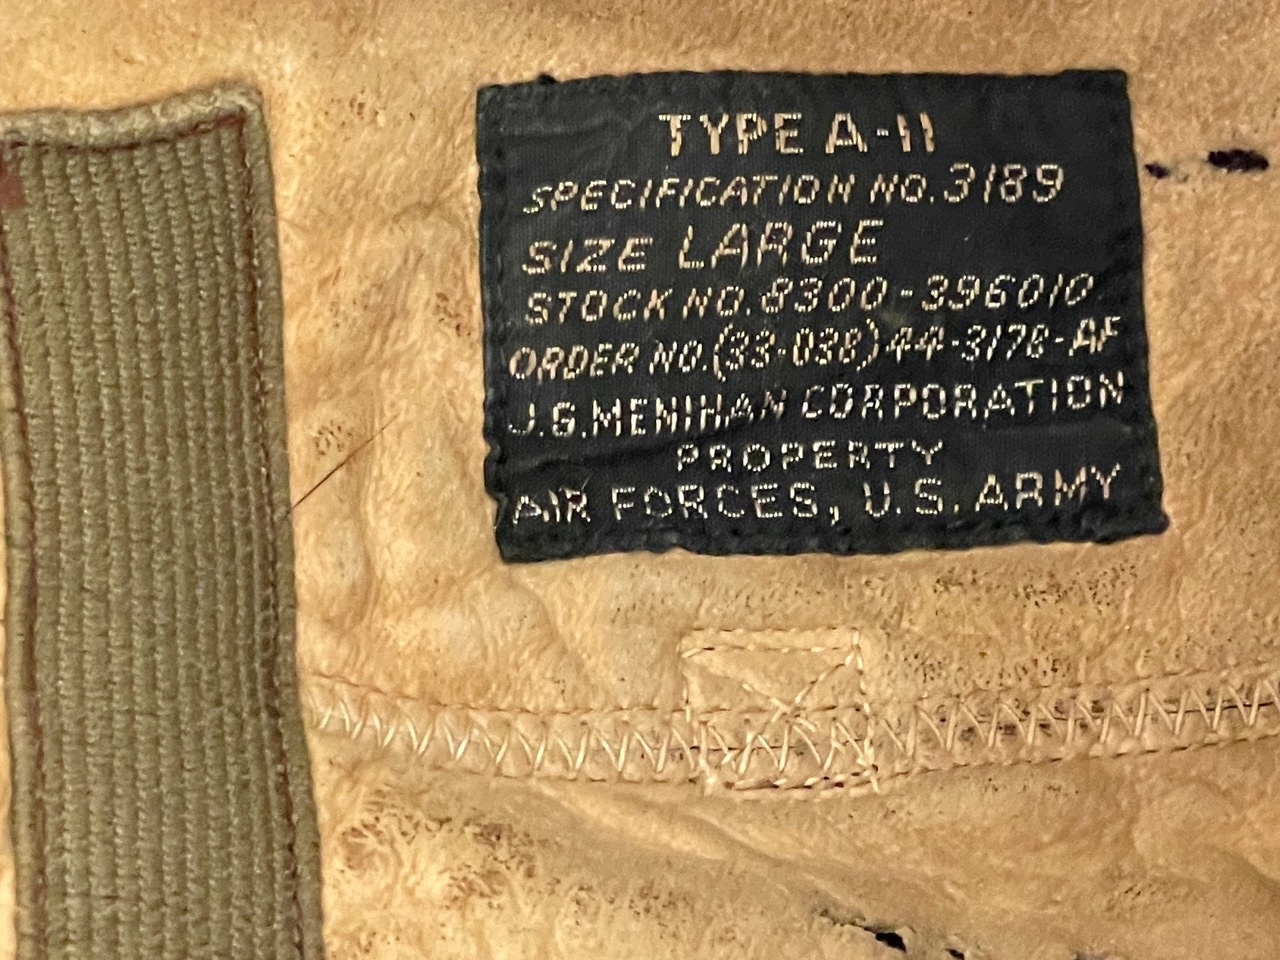 TYPE A-11
SPECIFICATION NO. 3189
SIZE LARGE
STOCK NO. 8300-396010
ORDER NO. (33-038) 44-3178-AF
J.G. MENIHAN CORPORATION
PROPERTY
AIR FORCES, U.S. ARMY